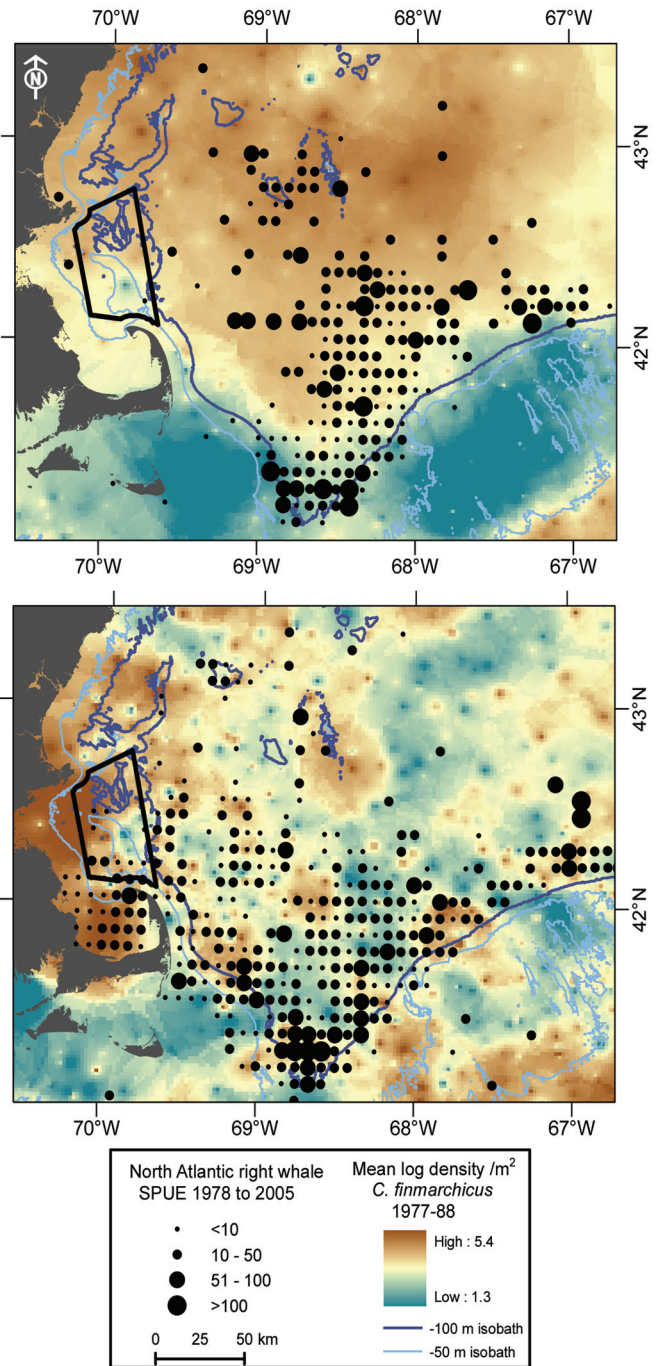 70°W 69°W 68°W 67°W
N
43°N
42°N
70°W 69°W 68°W 67°W
43°N
42°N
70°W 69°W 68°W 67°W
North Atlantic right whale
SPUE 1978 to 2005
<10
10 - 50
51 - 100
>100
0 25 50 km
Mean log density /m²
C. finmarchicus
1977-88
High : 5.4
Low : 1.3
-100 m isobath
-50 m isobath